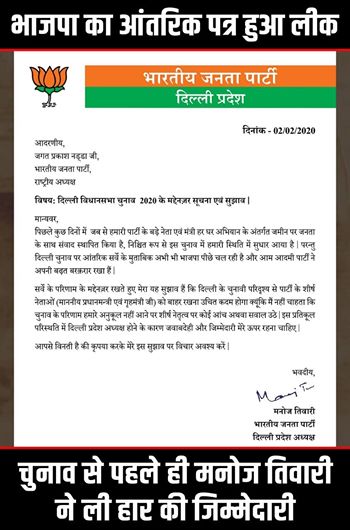 भाजपा का आंतरिक पत्र हुआ लीक
भारतीय जनता पार्टी
दिल्ली प्रदेश
दिनांक - 02/02/2020
आदरणीय,
जगत प्रकाश नड्डा जी,
भारतीय जनता पार्टी,
राष्ट्रीय अध्यक्ष
विषय: दिल्ली विधानसभा चुनाव 2020 के मद्देनज़र सूचना एवं सुझाव |
मान्यवर,
पिछले कुछ दिनों में जब से हमारी पार्टी के बड़े नेता एवं मंत्री हर घर अभियान के अंतर्गत जमीन पर जनता
के साथ संवाद स्थापित किया है, निश्चित रूप से इस चुनाव में हमारी स्थिति में सुधार आया है | परन्तु
दिल्ली चुनाव पर आंतरिक सर्वे के मुताबिक अभी भी भाजपा पीछे चल रही है और आम आदमी पार्टी ने
अपनी बढ़त बरक़रार रखा हैं |
सर्वे के परिणाम के मद्देनज़र रखते हुए मेरा यह सुझाव है कि दिल्ली के चुनावी परिदृश्य से पार्टी के शीर्ष
नेताओं (माननीय प्रधानमन्त्री एवं गृहमंत्री जी) को बाहर रखना उचित कदम होगा क्योंकि मैं नहीं चाहता कि
चुनाव के परिणाम हमारे अनुकूल नहीं आने पर शीर्ष नेतृत्व पर कोई आंच अथवा सवाल उठे | इस प्रतिकूल
परिस्थिति में दिल्ली प्रदेश अध्यक्ष होने के कारण जवाबदेही और जिम्मेदारी मेरे ऊपर रहना चाहिए |
आपसे विनती है की कृपया करके मेरे इस सुझाव पर विचार अवश्य करें |
भवदीय,
मनोज तिवारी
भारतीय जनता पार्टी
दिल्ली प्रदेश अध्यक्ष
चुनाव से पहले ही मनोज तिवारी
ने ली हार की जिम्मेदारी